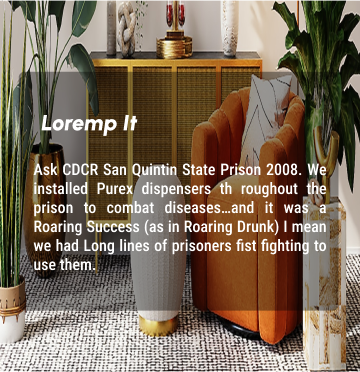 Loremp It
Ask CDCR San Quintin State Prison 2008. We
installed Purex dispensers th roughout the
prison to combat diseases...and it was a
Roaring Success (as in Roaring Drunk) I mean
we had Long lines of prisoners fist fighting to
use them.